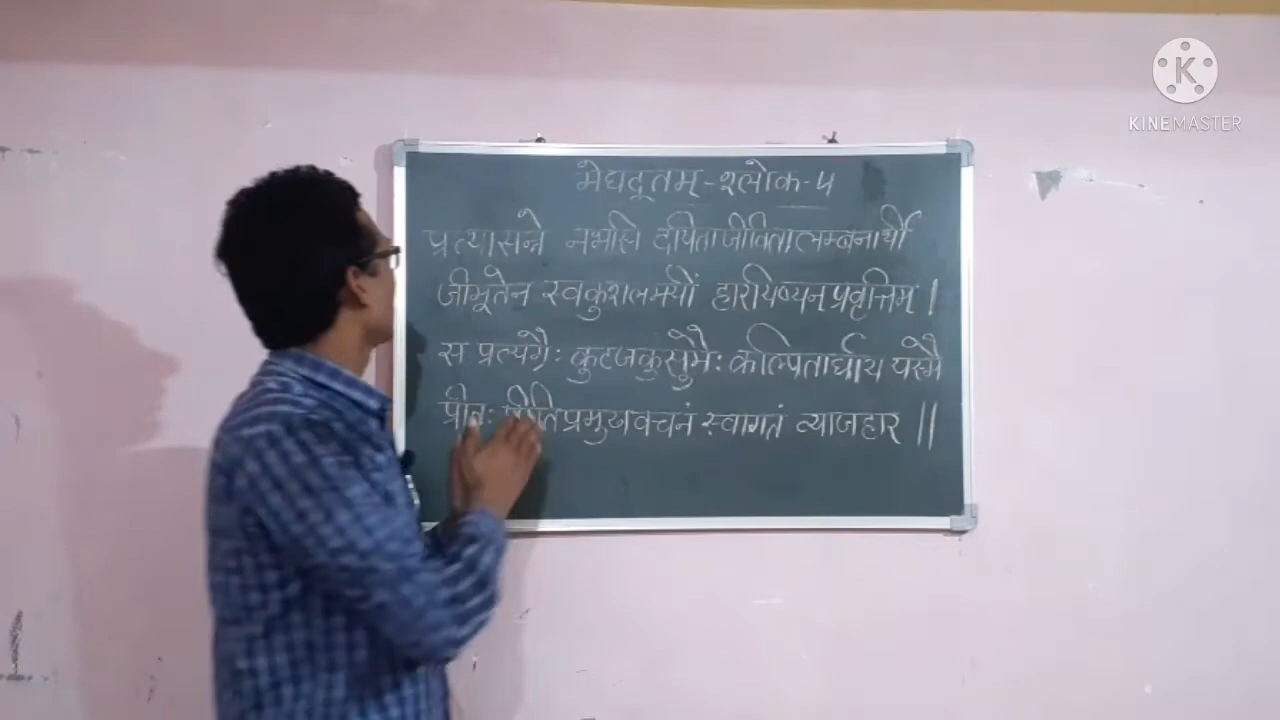 मेघदूतम् - श्लोक - ५
प्रत्यासन्ने नभसि दयिताजीवितालम्बनार्थी
जीमूतेन स्वकुशलमयीं हारयिष्यन् प्रवृत्तिम् ।
स प्रत्यग्रैः कुटजकुसुमैः कल्पितार्घाय यस्मै
प्रीतः प्रीतिप्रमुखवचनं स्वागतं व्याजहार ॥
KINEMASTER